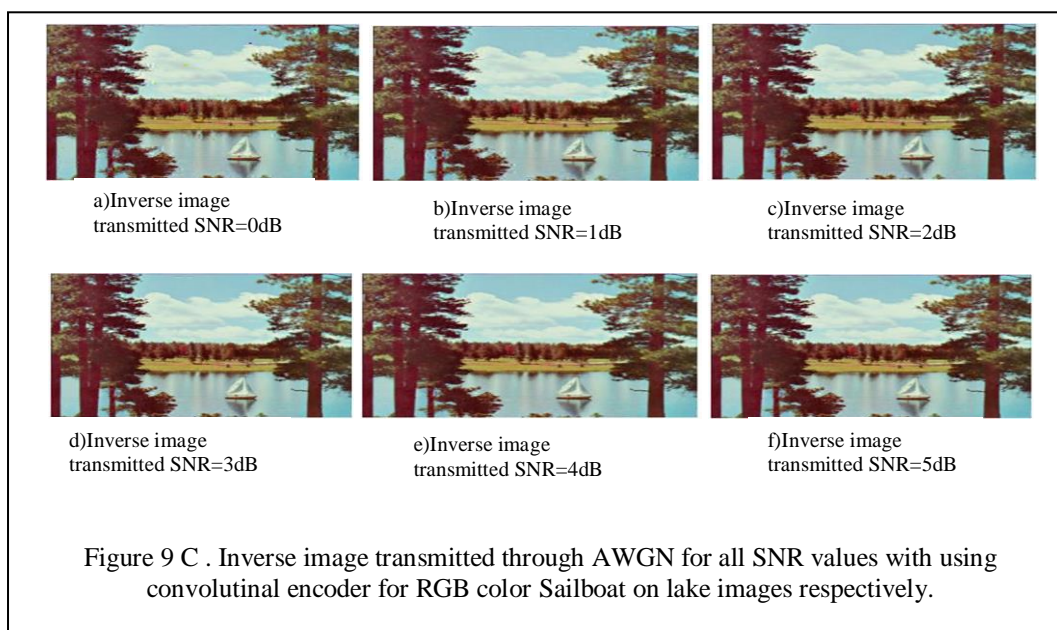 a)Inverse image
transmitted SNR=0dB
b)Inverse image
transmitted SNR=1dB
c)Inverse image
transmitted SNR=2dB
d)Inverse image
transmitted SNR=3dB
e)Inverse image
transmitted SNR=4dB
f)Inverse image
transmitted SNR=5dB
Figure 9 C . Inverse image transmitted through AWGN for all SNR values with using
convolutinal encoder for RGB color Sailboat on lake images respectively.